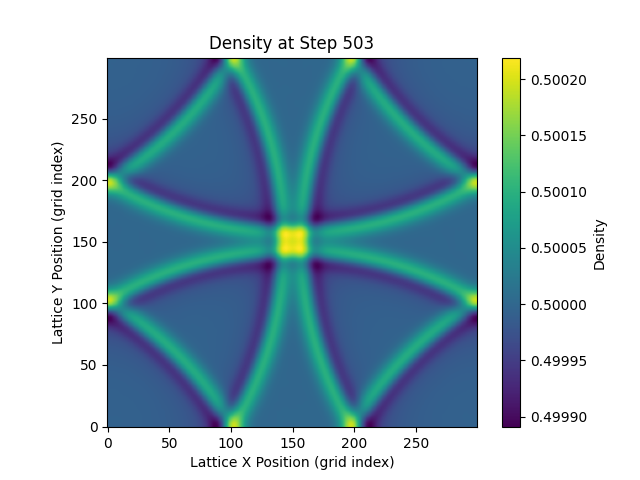 Density at Step 503
0.50020
0.50015
0.50010
0.50005
0.50000
0.49995
0.49990
Density
250
200
150
100
50
0
Lattice Y Position (grid index)
0 50 100 150 200 250
Lattice X Position (grid index)